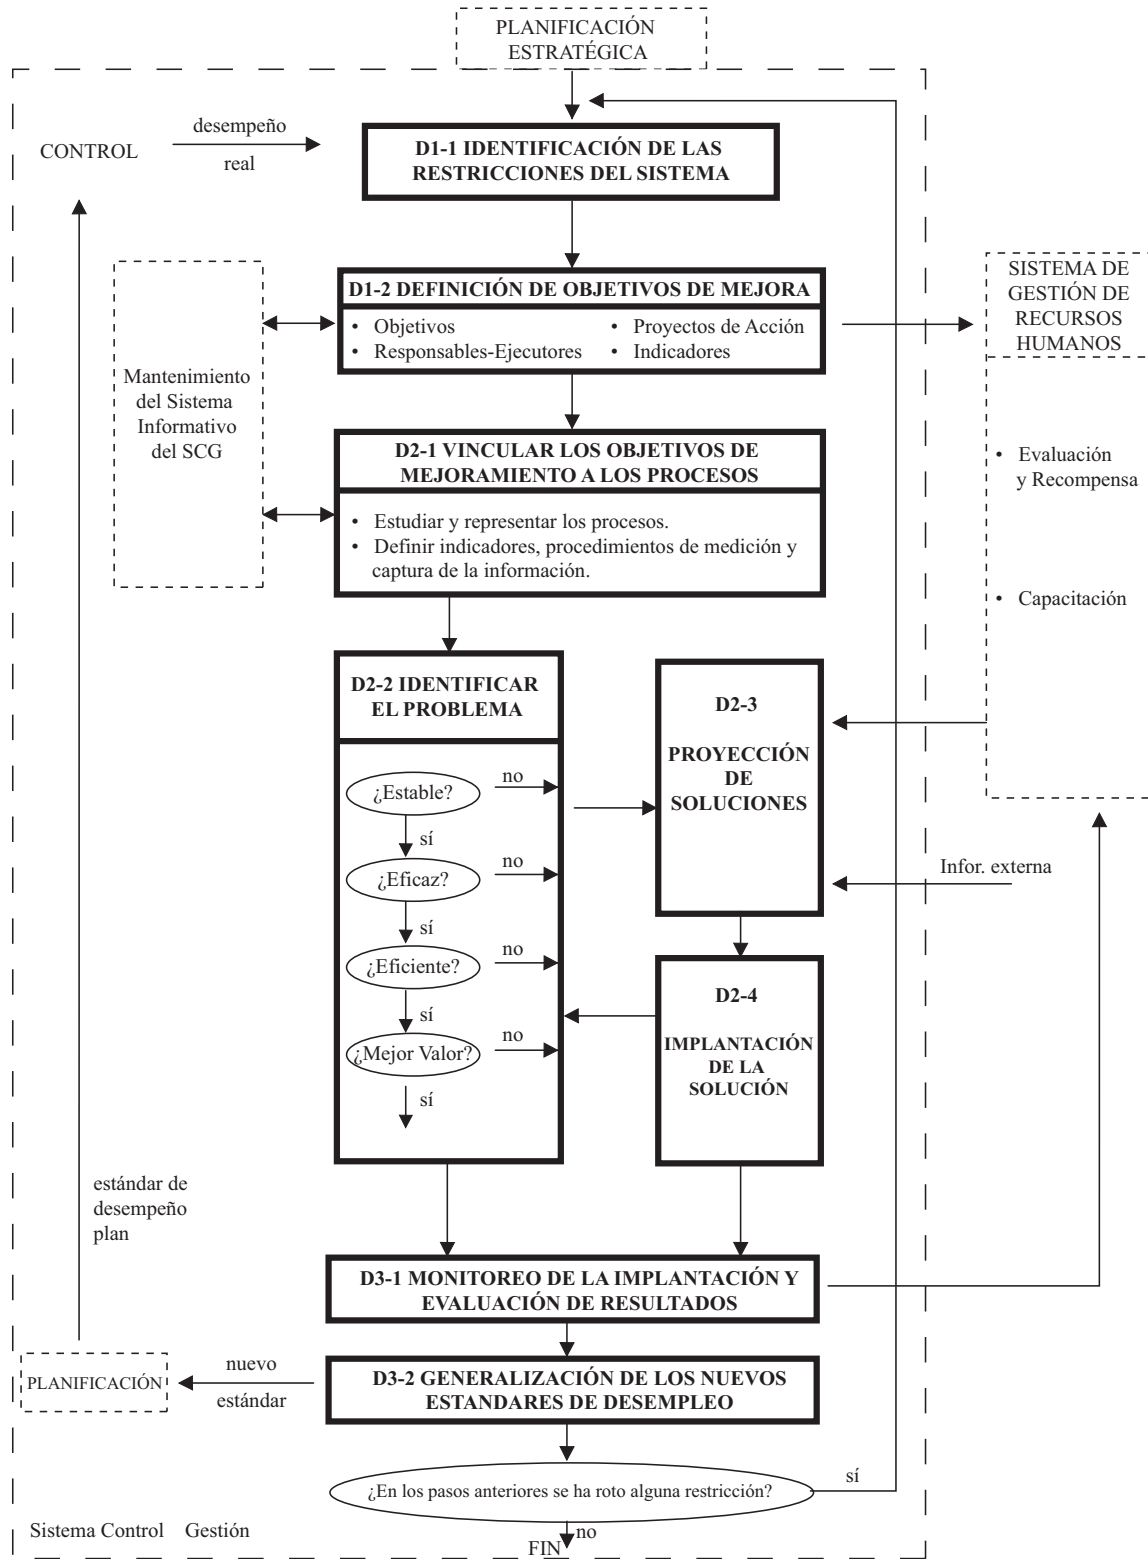 PLANIFICACIÓN
ESTRATÉGICA
CONTROL
desempeño
real
D1-1 IDENTIFICACIÓN DE LAS
RESTRICCIONES DEL SISTEMA
D1-2 DEFINICIÓN DE OBJETIVOS DE MEJORA
• Objetivos
• Responsables-Ejecutores
• Proyectos de Acción
• Indicadores
SISTEMA DE
GESTIÓN DE
RECURSOS
HUMANOS
• Evaluación
y Recompensa
• Capacitación
Mantenimiento
del Sistema
Informativo
del SCG
D2-1 VINCULAR LOS OBJETIVOS DE
MEJORAMIENTO A LOS PROCESOS
• Estudiar y representar los procesos.
• Definir indicadores, procedimientos de medición y
captura de la información.
D2-2 IDENTIFICAR
EL PROBLEMA
¿Estable?
no
sí
¿Eficaz?
no
sí
¿Eficiente?
no
sí
¿Mejor Valor?
no
sí
D2-3
PROYECCIÓN
DE
SOLUCIONES
Infor. externa
D2-4
IMPLANTACIÓN
DE LA
SOLUCIÓN
estándar de
desempeño
plan
D3-1 MONITOREO DE LA IMPLANTACIÓN Y
EVALUACIÓN DE RESULTADOS
PLANIFICACIÓN
nuevo
estándar
D3-2 GENERALIZACIÓN DE LOS NUEVOS
ESTANDARES DE DESEMPLEO
¿En los pasos anteriores se ha roto alguna restricción?
sí
no
FIN
Sistema Control Gestión